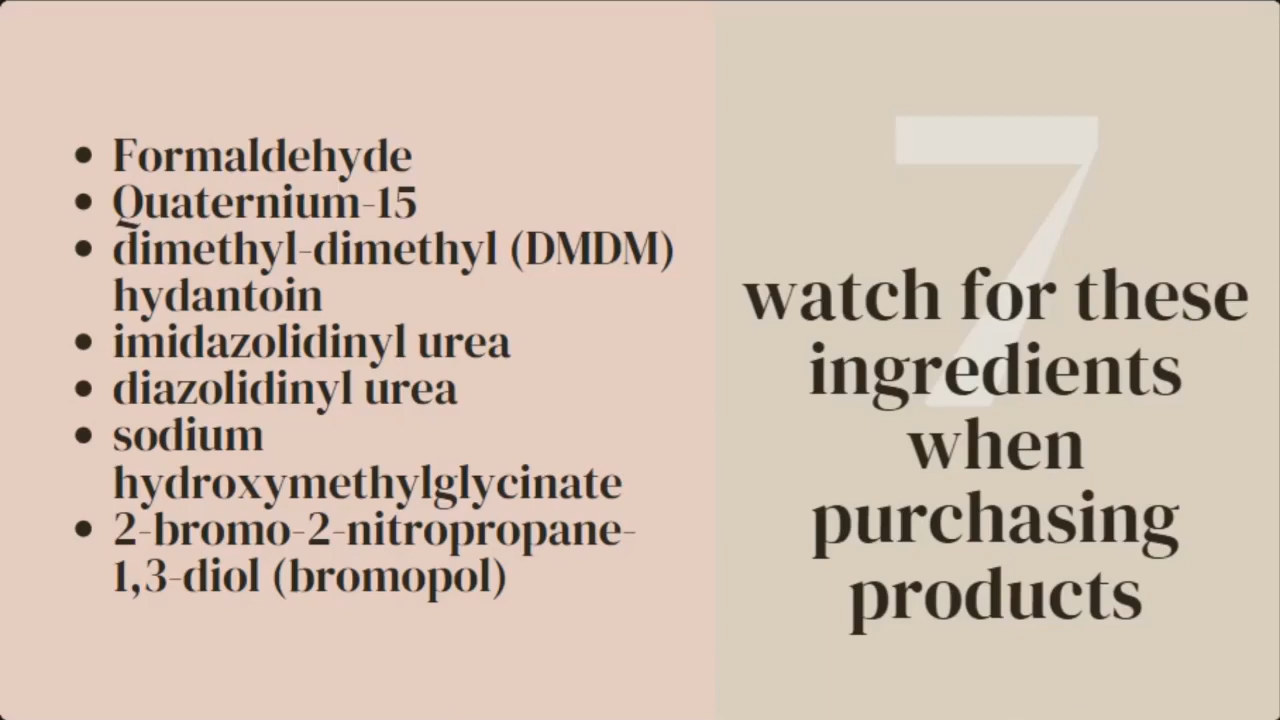 • Formaldehyde
• Quaternium-15
• dimethyl-dimethyl (DMDM)
hydantoin
• imidazolidinyl urea
• diazolidinyl urea
• sodium
hydroxymethylglycinate
• 2-bromo-2-nitropropane-
1,3-diol (bromopol)
7
watch for these
ingredients
when
purchasing
products